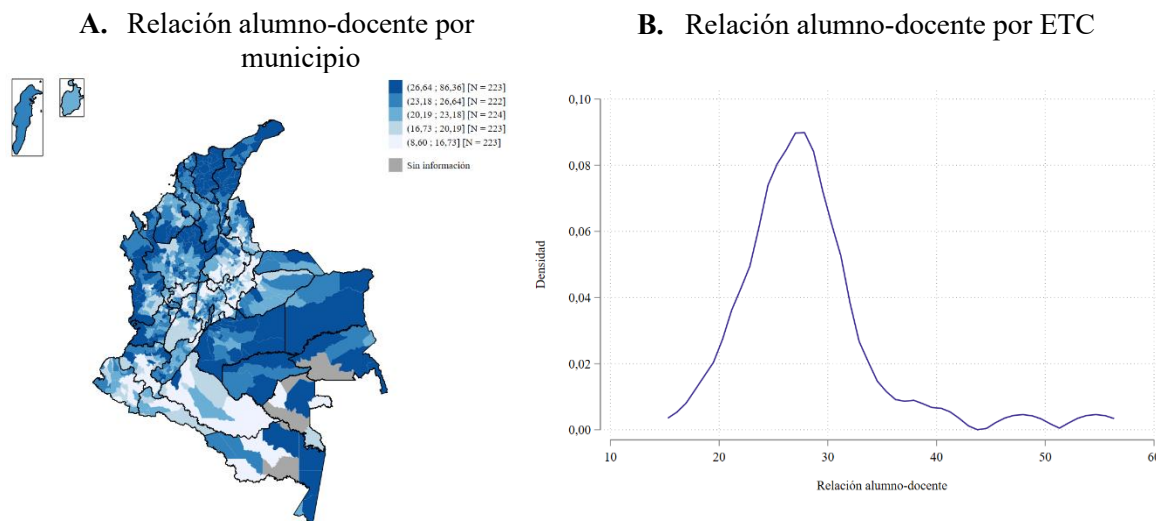 A. Relación alumno-docente por
municipio
(26,64 ; 86,36] [N = 223]
(23,18 ; 26,64] [N = 222]
(20,19 ; 23,18] [N = 224]
(16,73 ; 20,19] [N = 223]
(8,60 ; 16,73] [N = 223]
Sin información
B. Relación alumno-docente por ETC
0,10
0,08
0,06
0,04
0,02
0,00
Densidad
10 20 30 40 50 60
Relación alumno-docente